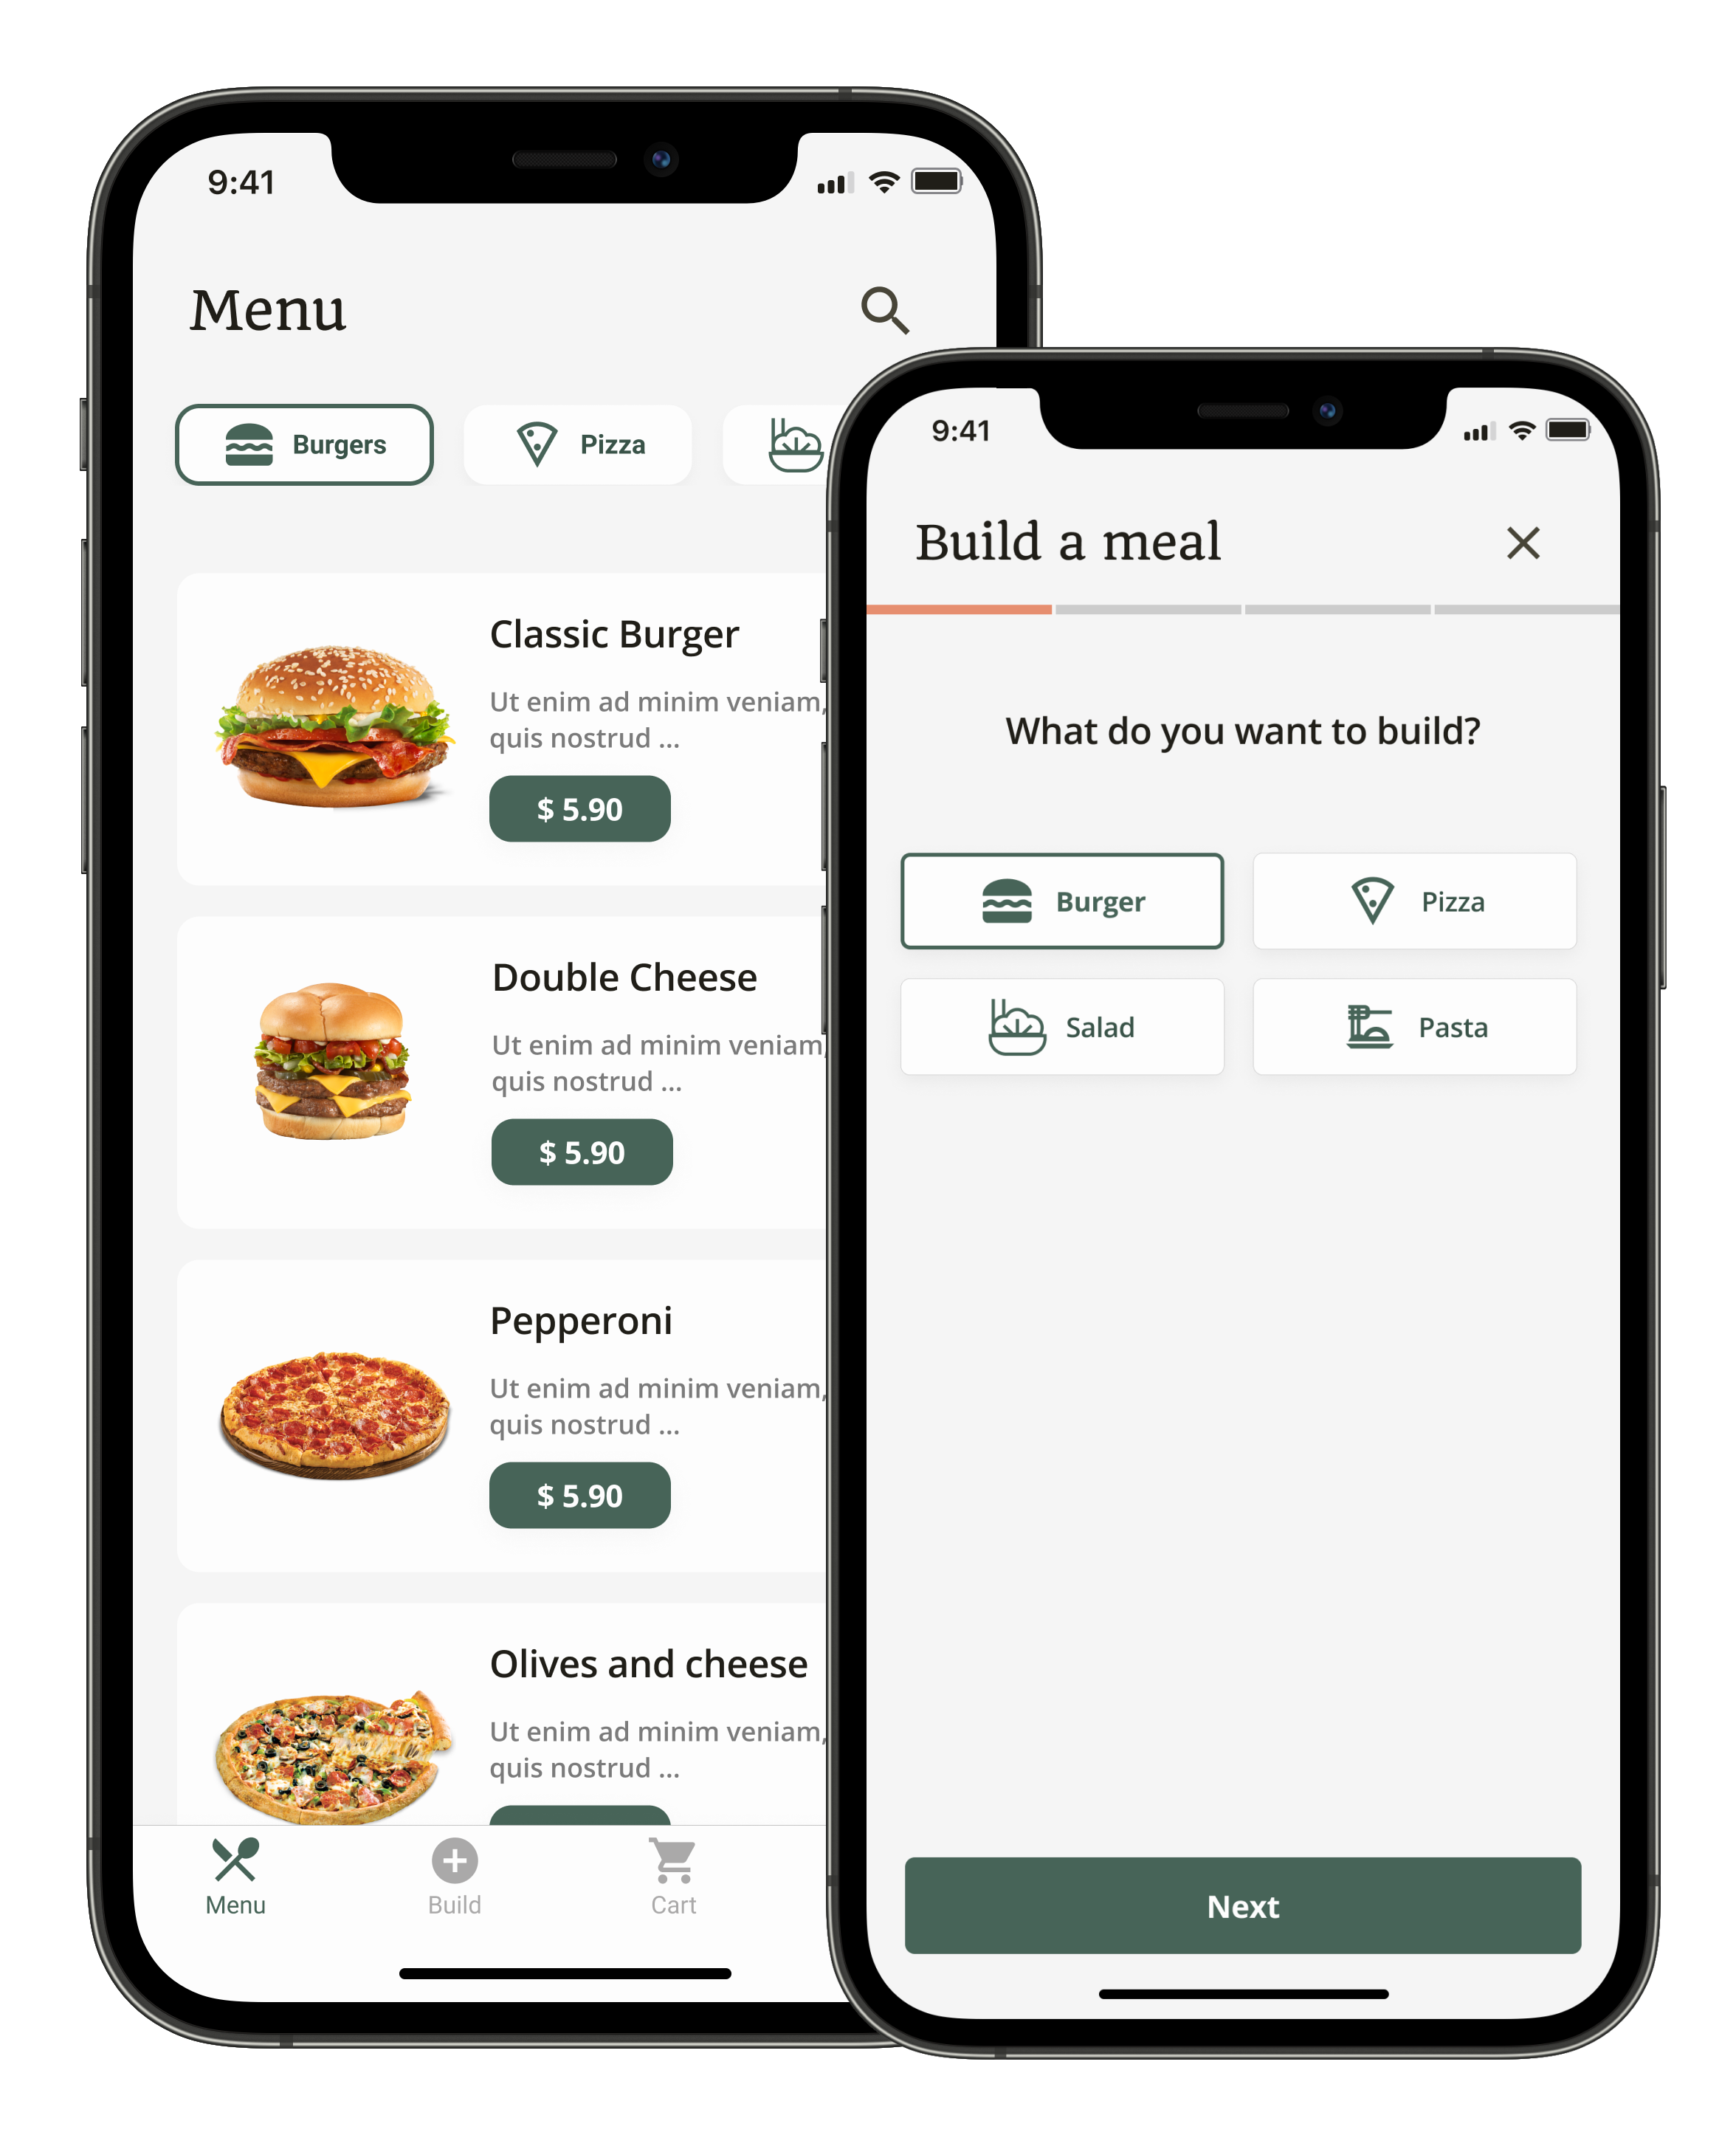 9:41
Menu
Burgers
Pizza
Classic Burger
Ut enim ad minim veniam,
quis nostrud ...
$ 5.90
Double Cheese
Ut enim ad minim veniam,
quis nostrud ...
$ 5.90
Pepperoni
Ut enim ad minim veniam,
quis nostrud ...
$ 5.90
Olives and cheese
Ut enim ad minim veniam,
quis nostrud ...
Menu
Build
Cart
9:41
Build a meal
What do you want to build?
Burger
Pizza
Salad
Pasta
Next